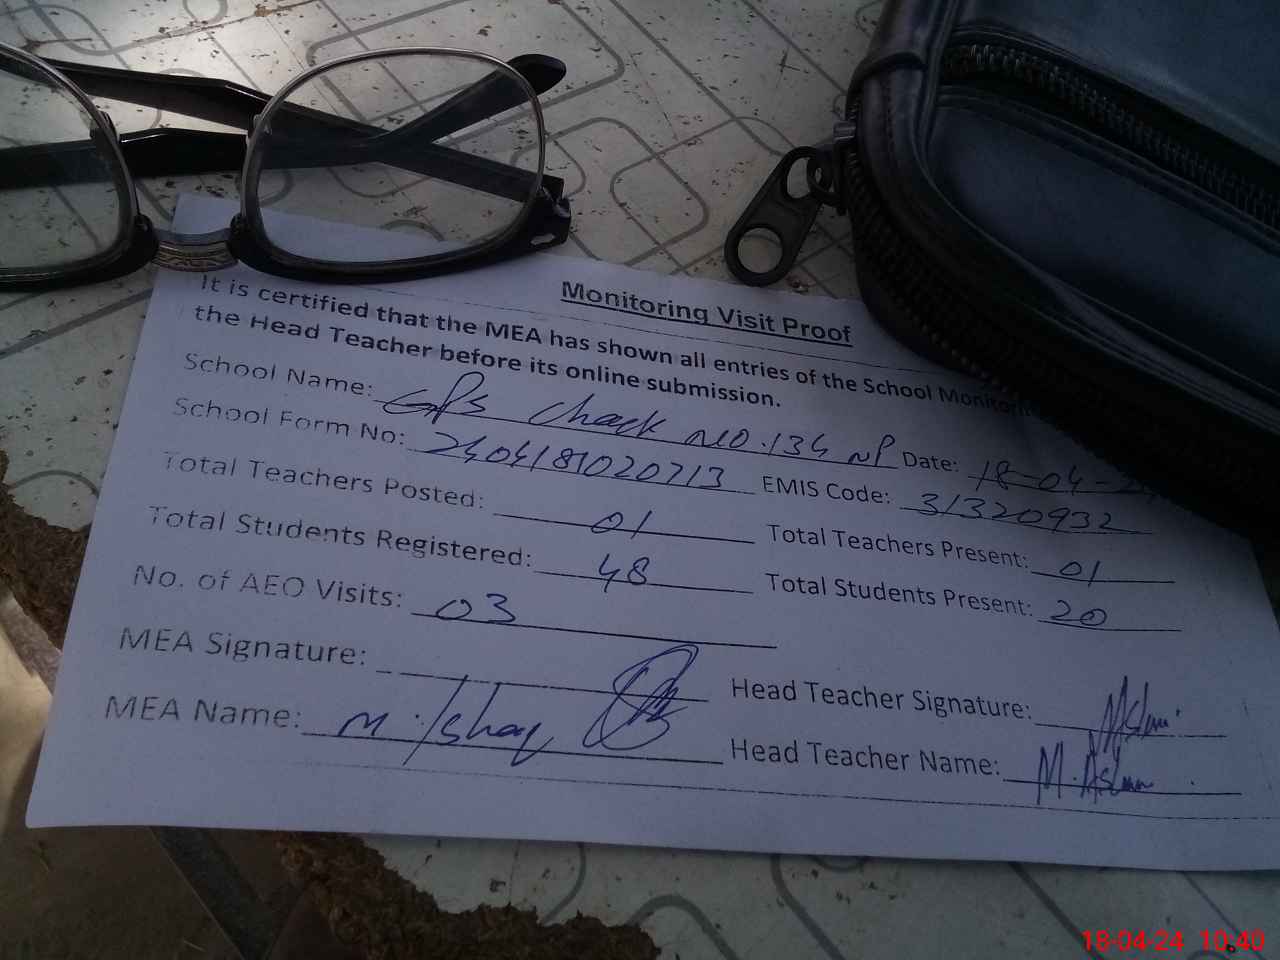 Monitoring Visit Proof
It is certified that the MEA has shown all entries of the School Monitorin
the Head Teacher before its online submission.
School Name: GPS Chack NO.134 NP Date: 18-04-24
School Form No: 2404181020713 EMIS Code: 31320932
Total Teachers Posted: 01 Total Teachers Present: 01
Total Students Registered: 48 Total Students Present: 20
No. of AEO Visits: 03
MEA Signature: Head Teacher Signature: MAslam
MEA Name: M. Ishaq Head Teacher Name: M. Aslam
18-04-24 10:40